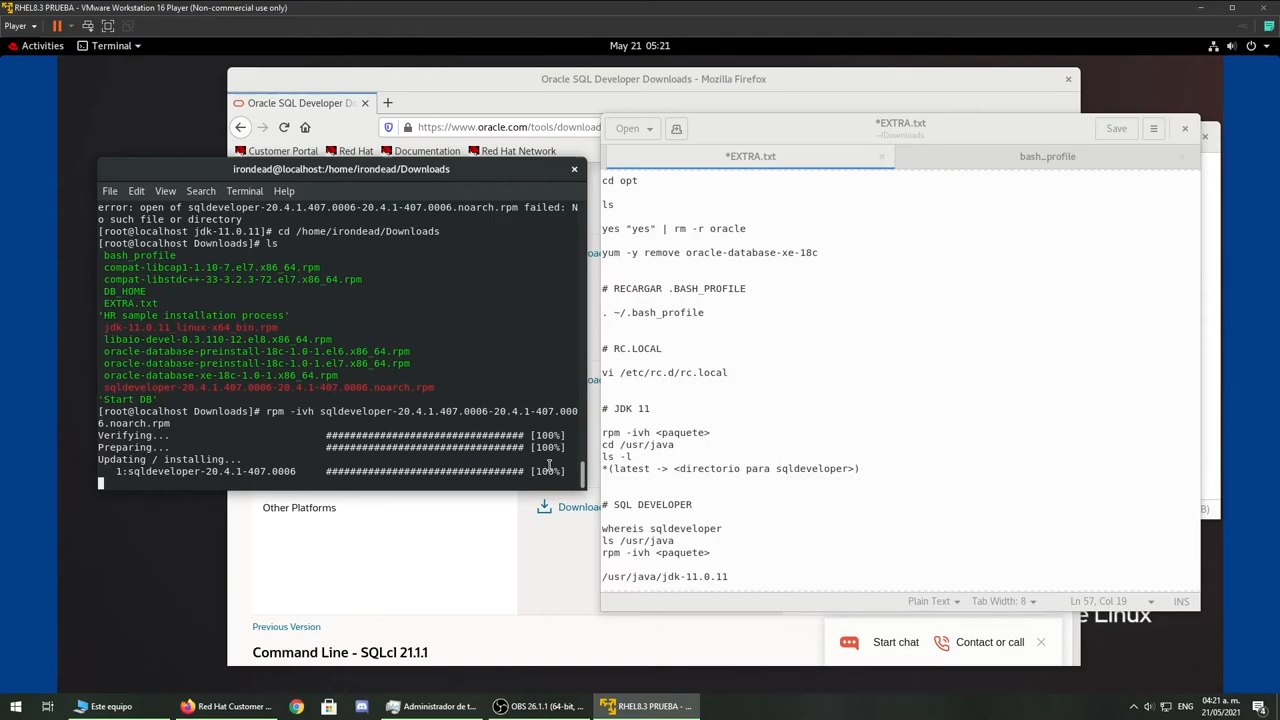 RHEL8.3 PRUEBA - VMware Workstation 16 Player (Non-commercial use only)
Player
Activities
Terminal
May 21 05:21
Oracle SQL Developer Downloads - Mozilla Firefox
Oracle SQL Developer Do
https://www.oracle.com/tools/download
Customer Portal
Red Hat
Documentation
Red Hat Network
Open
*EXTRA.txt
~/Downloads
Save
*EXTRA.txt
bash_profile
irondead@localhost:/home/irondead/Downloads
File Edit View Search Terminal Help
error: open of sqldeveloper-20.4.1.407.0006-20.4.1-407.0006.noarch.rpm failed: N
o such file or directory
[root@localhost jdk-11.0.11]# cd /home/irondead/Downloads
[root@localhost Downloads]# ls
bash_profile
compat-libcap1-1.10-7.el7.x86_64.rpm
compat-libstdc++-33-3.2.3-72.el7.x86_64.rpm
DB_HOME
EXTRA.txt
'HR sample installation process'
jdk-11.0.11_linux-x64_bin.rpm
libaio-devel-0.3.110-12.el8.x86_64.rpm
oracle-database-preinstall-18c-1.0-1.el6.x86_64.rpm
oracle-database-preinstall-18c-1.0-1.el7.x86_64.rpm
oracle-database-xe-18c-1.0-1.x86_64.rpm
sqldeveloper-20.4.1.407.0006-20.4.1-407.0006.noarch.rpm
'Start DB'
[root@localhost Downloads]# rpm -ivh sqldeveloper-20.4.1.407.0006-20.4.1-407.000
6.noarch.rpm
Verifying... ################################# [100%]
Preparing... ################################# [100%]
Updating / installing...
1:sqldeveloper-20.4.1-407.0006 ################################# [100%]
cd opt
ls
yes "yes" | rm -r oracle
yum -y remove oracle-database-xe-18c
# RECARGAR .BASH_PROFILE
. ~/.bash_profile
# RC.LOCAL
vi /etc/rc.d/rc.local
# JDK 11
rpm -ivh <paquete>
cd /usr/java
ls -l
*(latest -> <directorio para sqldeveloper>)
# SQL DEVELOPER
whereis sqldeveloper
ls /usr/java
rpm -ivh <paquete>
/usr/java/jdk-11.0.11
Plain Text
Tab Width: 8
Ln 57, Col 19
INS
Other Platforms
Download
Previous Version
Command Line - SQLcl 21.1.1
Start chat
Contact or call
e Linux
Este equipo
Red Hat Customer ...
Administrador de t...
OBS 26.1.1 (64-bit, ...
RHEL8.3 PRUEBA - ...
ENG
04:21 a.m.
21/05/2021
4